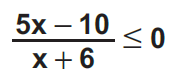 5x – 10
x + 6
≤ 0